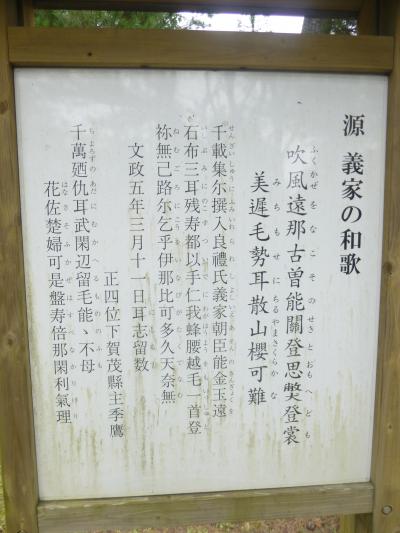 源 義家の和歌
吹風遠那古曽能關登思獘登裳
美遅毛勢耳散山櫻可難
千載集尓撰入良禮氏義家朝臣能金玉遠
石布三耳残寿都以手仁我蜂腰越毛一首登
祢無己路尓乞乎伊那比可多久天奈無
文政五年三月十一日耳志留數
正四位下賀茂縣主季鷹
千萬廼仇耳武閑辺留毛能ゝ不母
花佐楚婦可是盤寿倍那閑利氣理